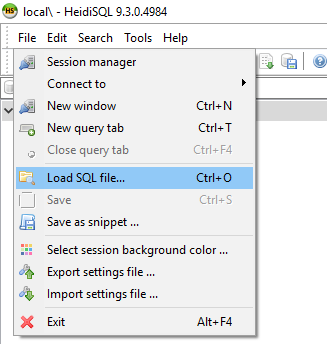 HS local\ - HeidiSQL 9.3.0.4984
File Edit Search Tools Help
Session manager
Connect to
New window Ctrl+N
New query tab Ctrl+T
Close query tab Ctrl+F4
Load SQL file... Ctrl+O
Save Ctrl+S
Save as snippet ...
Select session background color ...
Export settings file ...
Import settings file ...
Exit Alt+F4